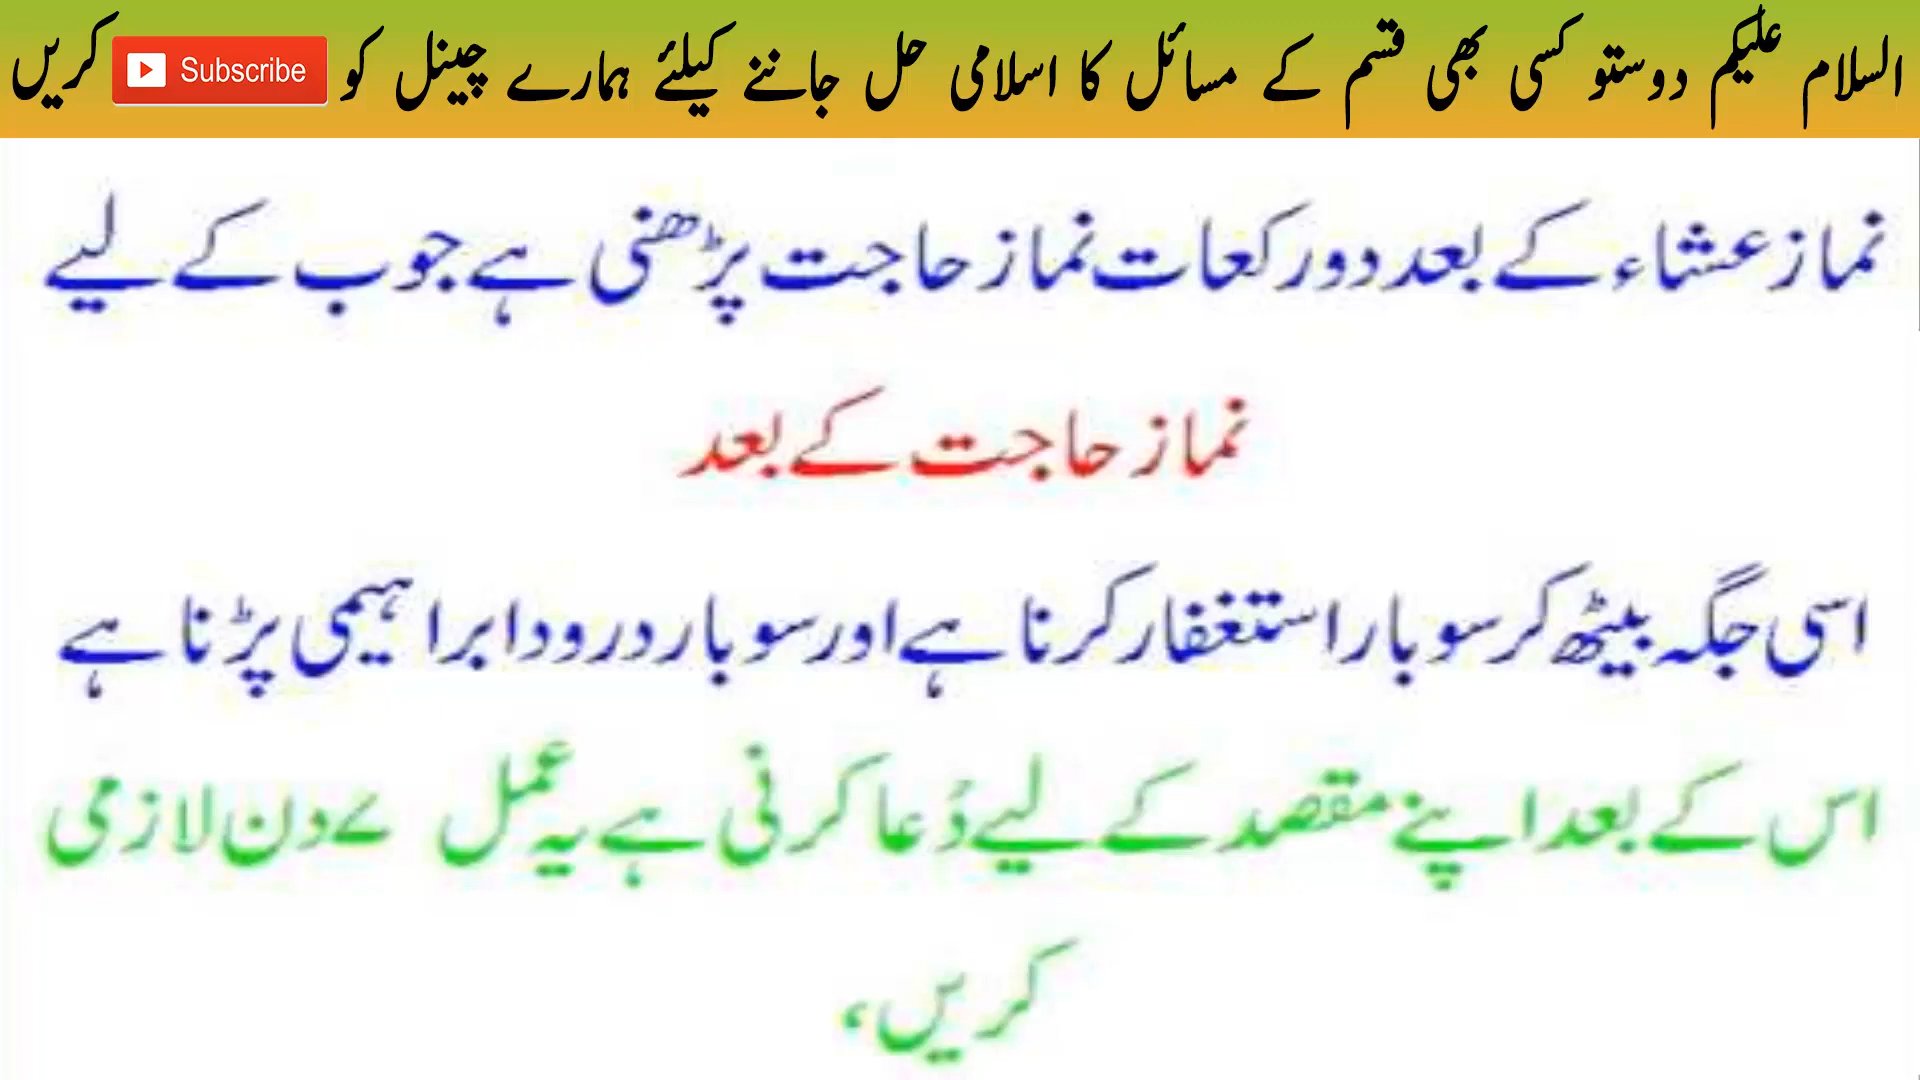 السلام علیکم دوستو کسی بھی قسم کے مسائل کا اسلامی حل جاننے کیلئے ہمارے چینل کو Subscribe کریں
نماز عشاء کے بعد دو رکعات نماز حاجت پڑھنی ہے جوب کے لیے
نماز حاجت کے بعد
اسی جگہ بیٹھ کر سو بار استغفار کرنا ہے اور سو بار درود ابراہیمی پڑنا ہے
اس کے بعد اپنے مقصد کے لیے دُعا کرنی ہے یہ عمل ۷ دن لازمی
کریں،